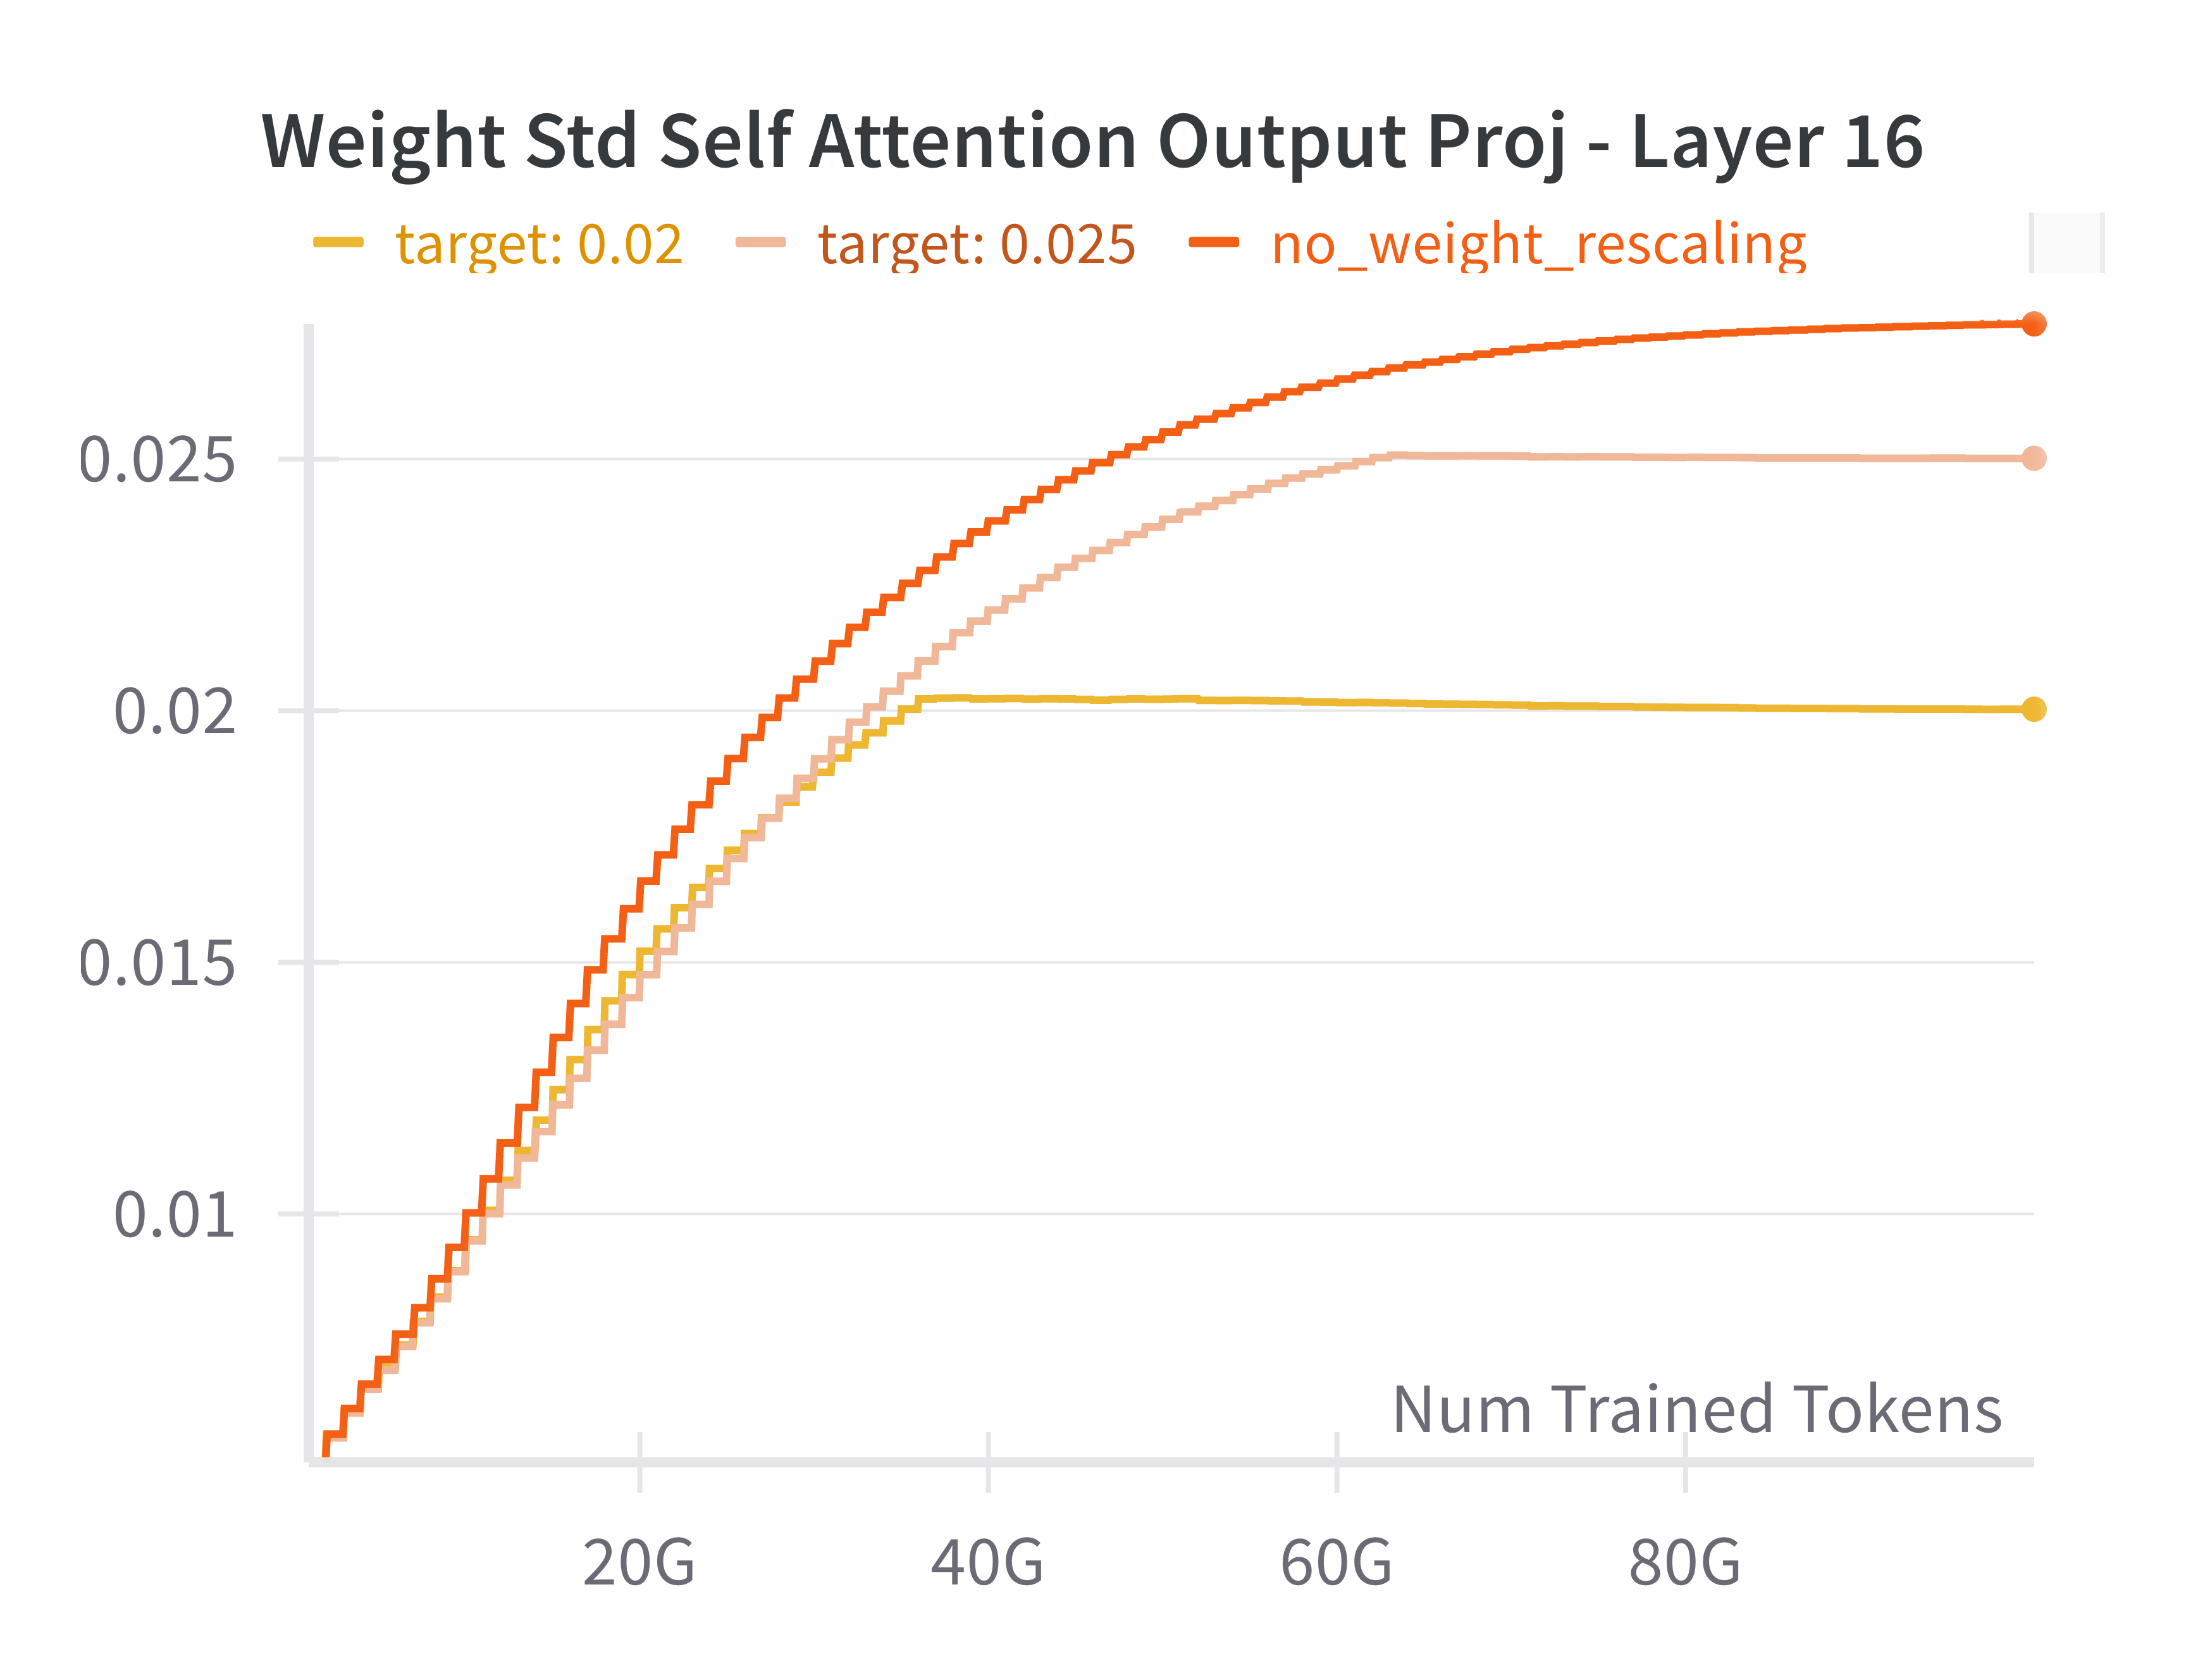 Weight Std Self Attention Output Proj - Layer 16
target: 0.02 target: 0.025 no_weight_rescaling
0.025
0.02
0.015
0.01
Num Trained Tokens
20G 40G 60G 80G